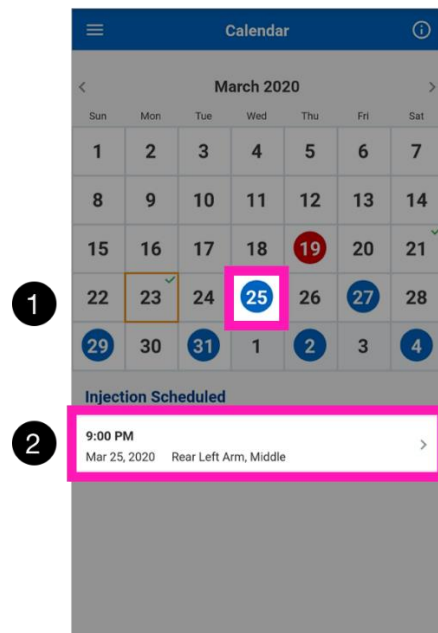 Calendar
March 2020
Sun Mon Tue Wed Thu Fri Sat
1 2 3 4 5 6 7
8 9 10 11 12 13 14
15 16 17 18 19 20 21
1
22 23 24 25 26 27 28
29 30 31 1 2 3 4
Injection Scheduled
2
9:00 PM
Mar 25, 2020 Rear Left Arm, Middle